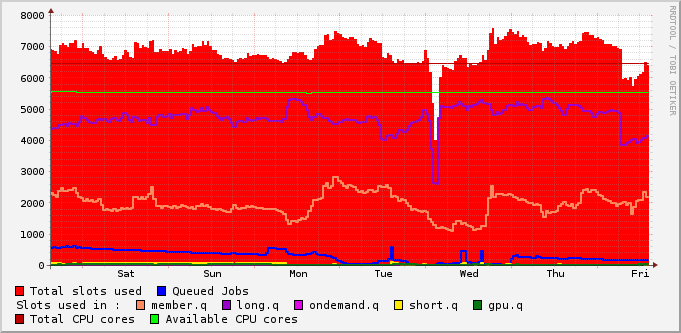 8000
7000
6000
5000
4000
3000
2000
1000
0
Sat Sun Mon Tue Wed Thu Fri
RRDTOOL / TOBI OETIKER
Total slots used Queued Jobs
Slots used in : member.q long.q ondemand.q short.q gpu.q
Total CPU cores Available CPU cores